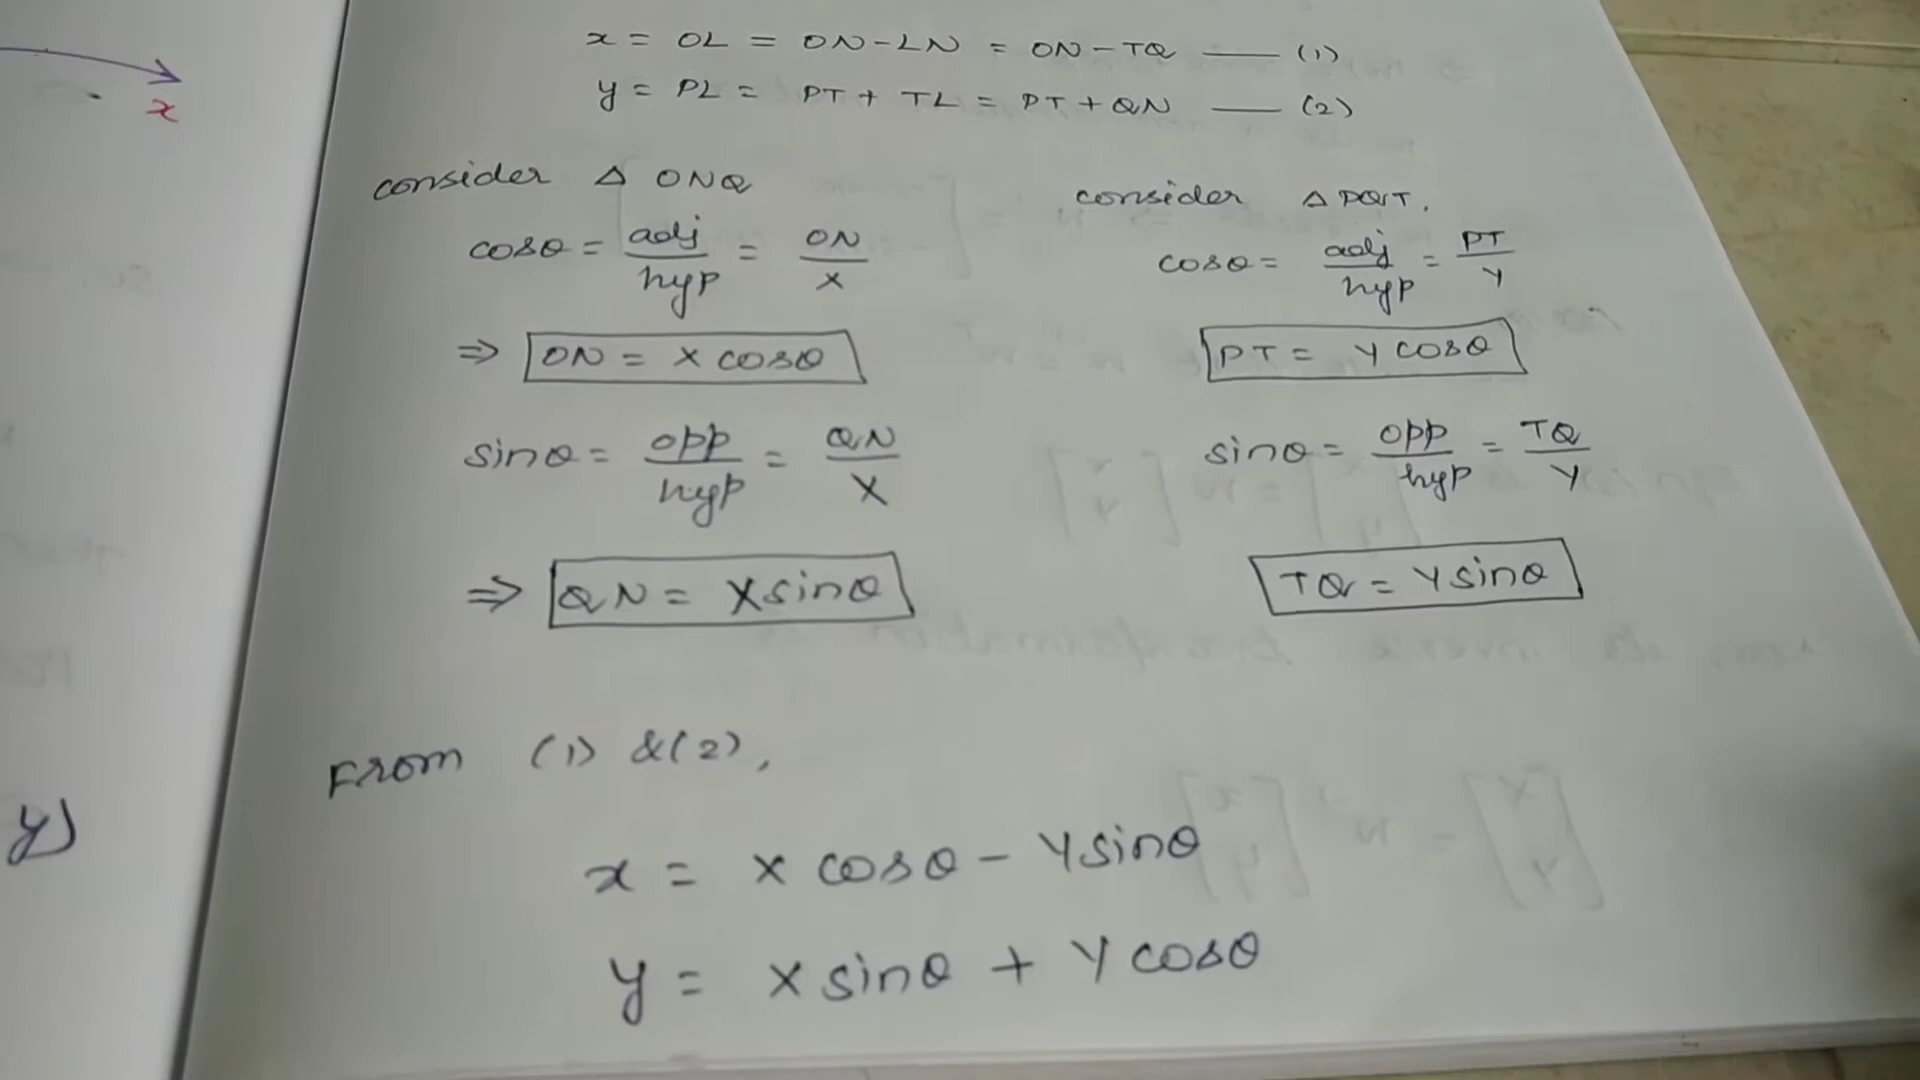 x = OL = ON - LN = ON - TQ —— (1)
y = PL = PT + TL = PT + QN —— (2)
consider Δ ONQ
cosθ = adj/hyp = ON/X
⇒ ON = X cosθ
sinθ = opp/hyp = QN/X
⇒ QN = X sinθ
consider Δ PQT.
cosθ = adj/hyp = PT/Y
PT = Y cosθ
sinθ = opp/hyp = TQ/Y
TQ = Y sinθ
From (1) & (2),
x = X cosθ - Y sinθ
y = X sinθ + Y cosθ
x
y)